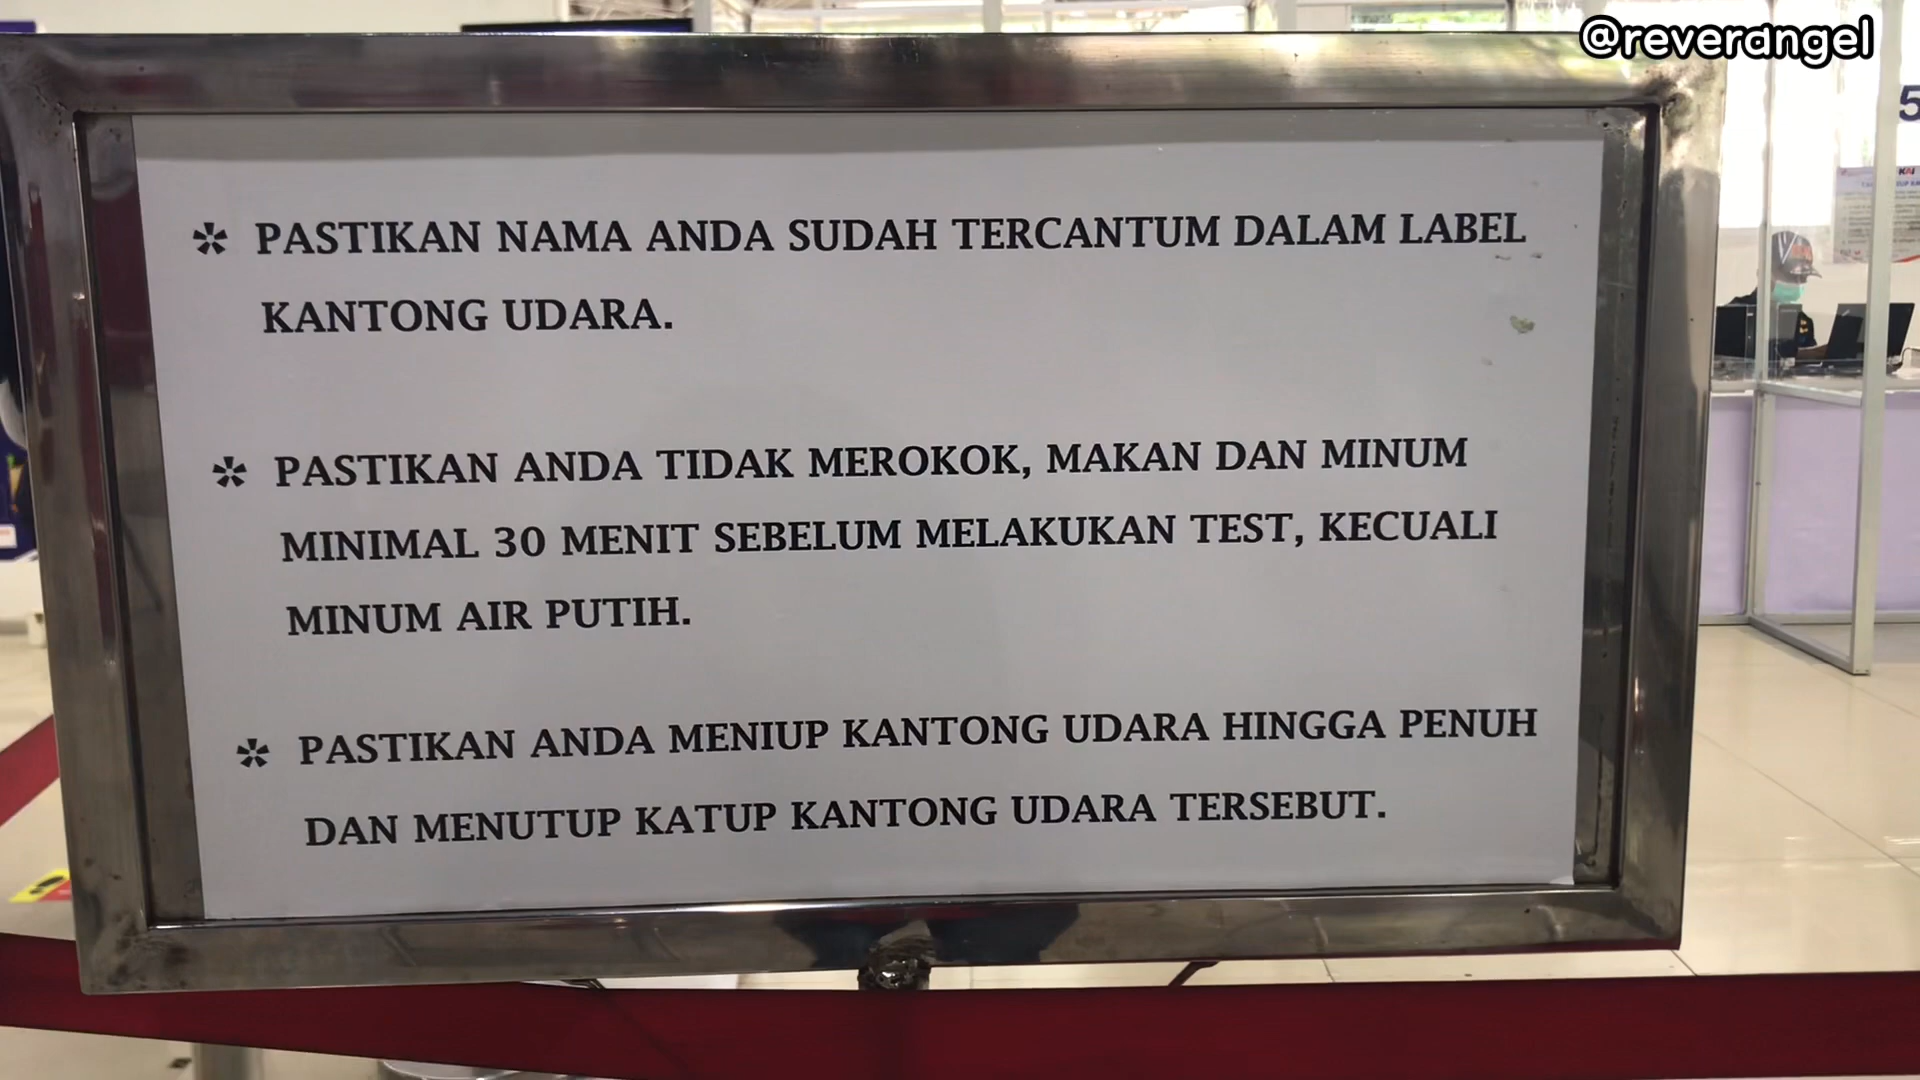 @reverangel
* PASTIKAN NAMA ANDA SUDAH TERCANTUM DALAM LABEL
KANTONG UDARA.
* PASTIKAN ANDA TIDAK MEROKOK, MAKAN DAN MINUM
MINIMAL 30 MENIT SEBELUM MELAKUKAN TEST, KECUALI
MINUM AIR PUTIH.
* PASTIKAN ANDA MENIUP KANTONG UDARA HINGGA PENUH
DAN MENUTUP KATUP KANTONG UDARA TERSEBUT.
5
KAI